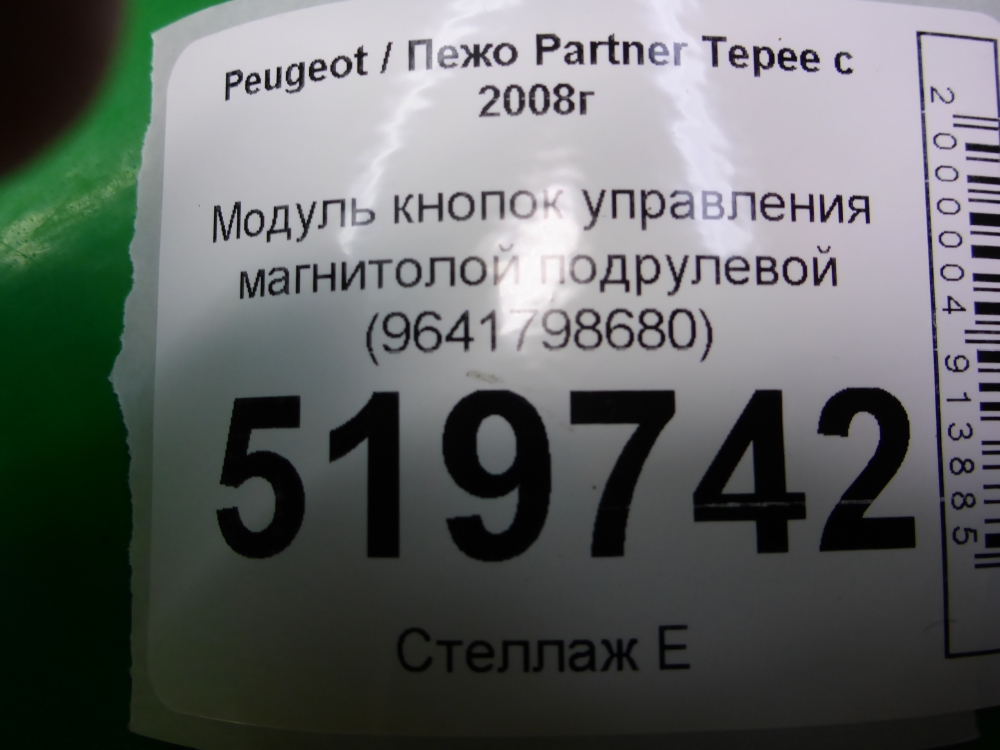 Peugeot / Пежо Partner Tepee с
2008г
Модуль кнопок управления
магнитолой подрулевой
(9641798680)
519742
Стеллаж Е
2000004913885